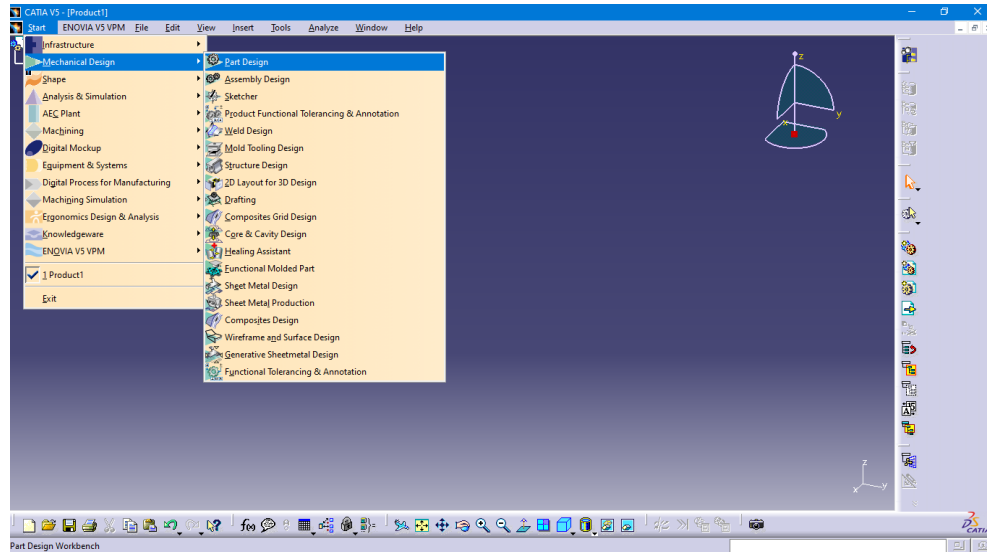 CATIA V5 - [Product1]
Start ENOVIA V5 VPM File Edit View Insert Tools Analyze Window Help
Infrastructure
Mechanical Design
Shape
Analysis & Simulation
AEC Plant
Machining
Digital Mockup
Equipment & Systems
Digital Process for Manufacturing
Machining Simulation
Ergonomics Design & Analysis
Knowledgeware
ENOVIA V5 VPM
1 Product1
Exit
Part Design
Assembly Design
Sketcher
Product Functional Tolerancing & Annotation
Weld Design
Mold Tooling Design
Structure Design
2D Layout for 3D Design
Drafting
Composites Grid Design
Core & Cavity Design
Healing Assistant
Functional Molded Part
Sheet Metal Design
Sheet Metal Production
Composites Design
Wireframe and Surface Design
Generative Sheetmetal Design
Functional Tolerancing & Annotation
z
y
x
z
x y
f(x)
CATIA
Part Design Workbench